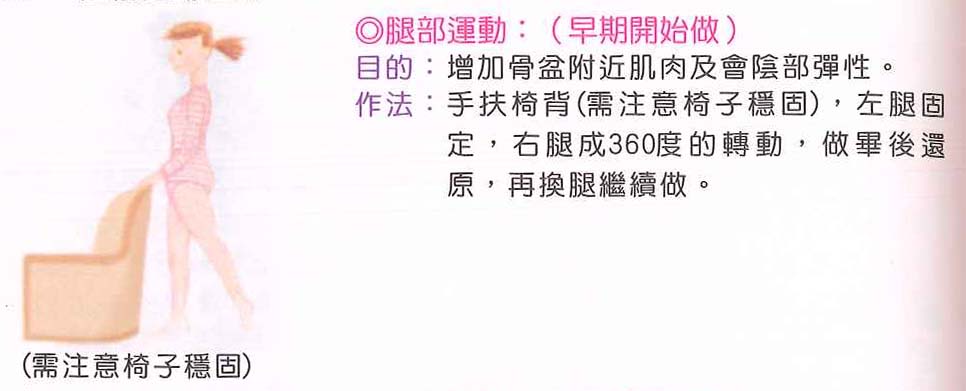 ◎腿部運動：（早期開始做）
目的：增加骨盆附近肌肉及會陰部彈性。
作法：手扶椅背(需注意椅子穩固)，左腿固
定，右腿成360度的轉動，做畢後還
原，再換腿繼續做。
(需注意椅子穩固)